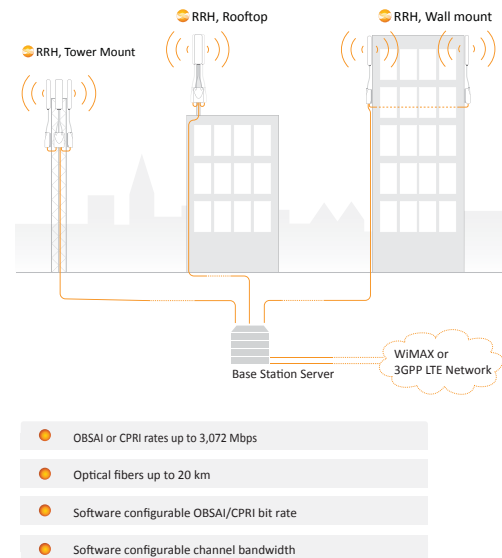 RRH, Tower Mount
RRH, Rooftop
RRH, Wall mount
Base Station Server
WiMAX or
3GPP LTE Network
OBSAI or CPRI rates up to 3,072 Mbps
Optical fibers up to 20 km
Software configurable OBSAI/CPRI bit rate
Software configurable channel bandwidth